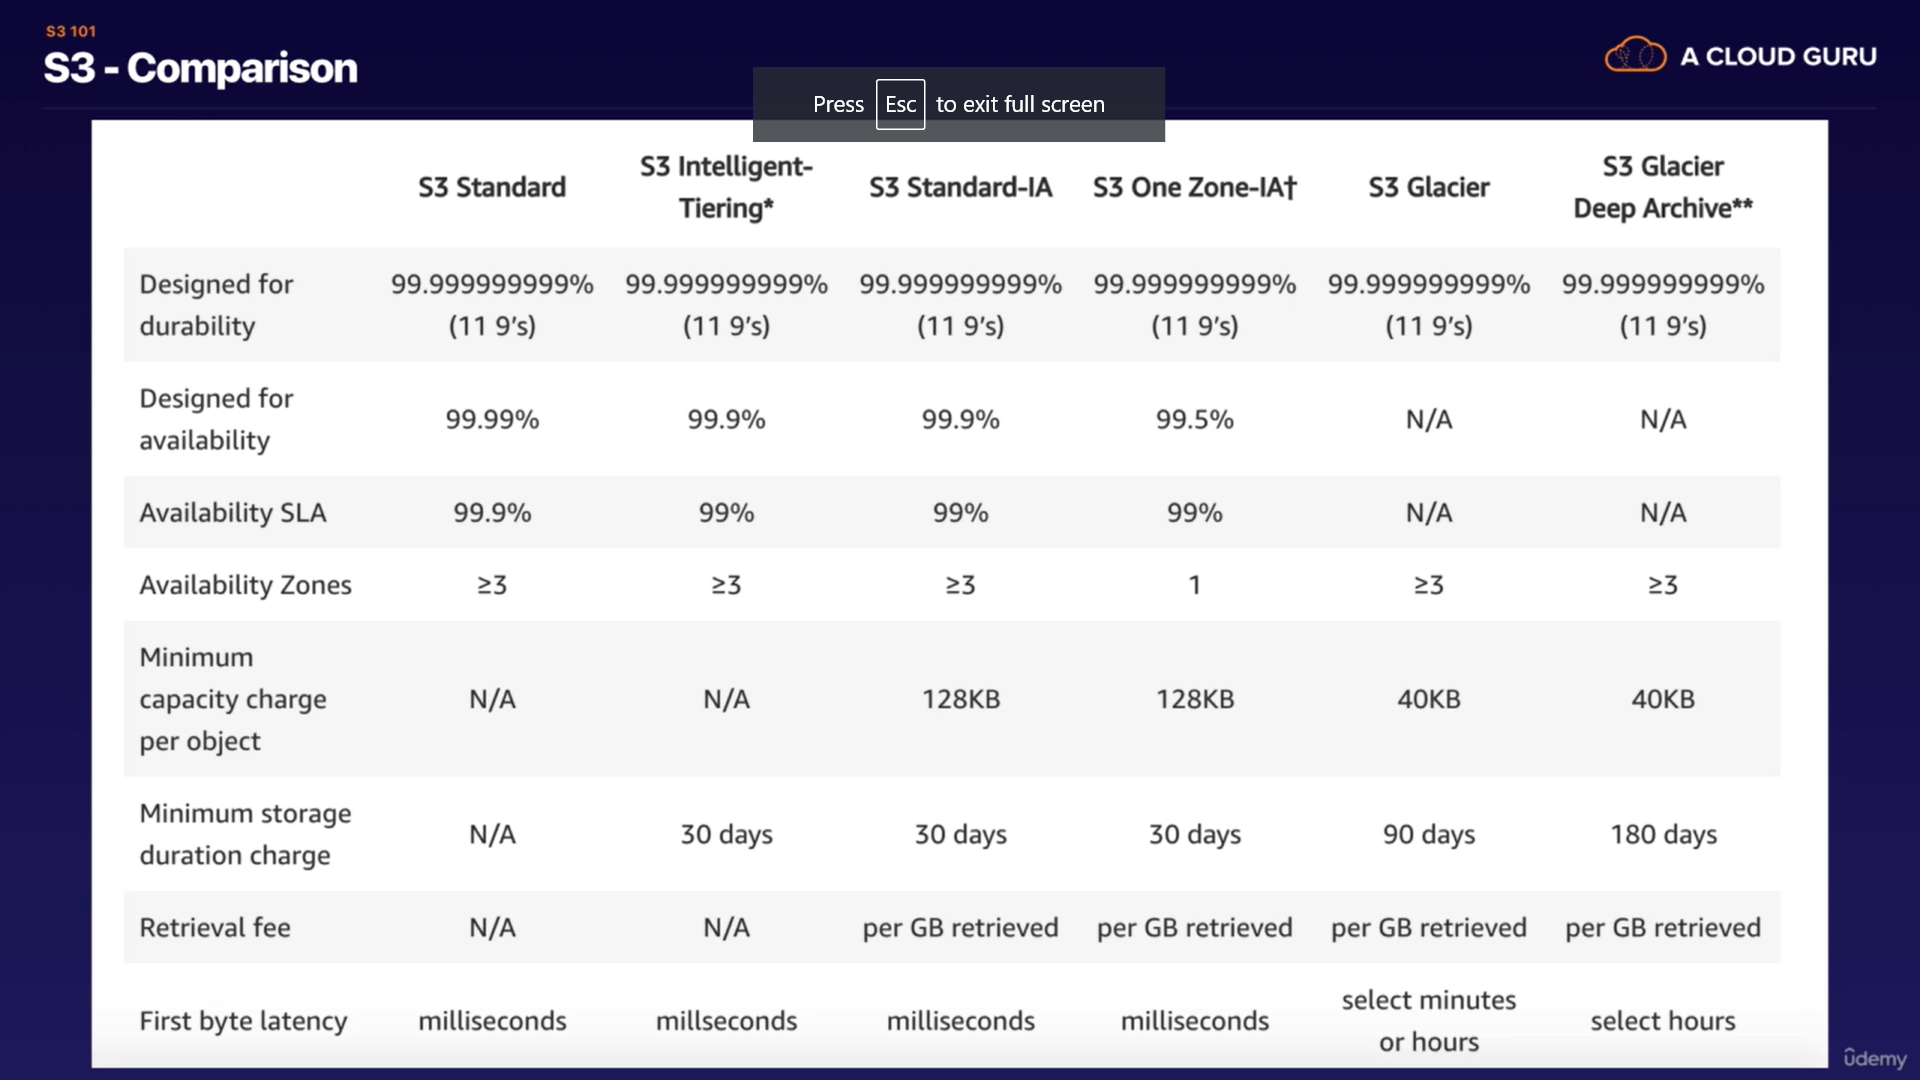 S3 101
S3 - Comparison
A CLOUD GURU
Press Esc to exit full screen
S3 Standard
S3 Intelligent-
Tiering*
S3 Standard-IA
S3 One Zone-IA†
S3 Glacier
S3 Glacier
Deep Archive**
Designed for
durability
99.999999999%
(11 9’s)
99.999999999%
(11 9’s)
99.999999999%
(11 9’s)
99.999999999%
(11 9’s)
99.999999999%
(11 9’s)
99.999999999%
(11 9’s)
Designed for
availability
99.99%
99.9%
99.9%
99.5%
N/A
N/A
Availability SLA
99.9%
99%
99%
99%
N/A
N/A
Availability Zones
≥3
≥3
≥3
1
≥3
≥3
Minimum
capacity charge
per object
N/A
N/A
128KB
128KB
40KB
40KB
Minimum storage
duration charge
N/A
30 days
30 days
30 days
90 days
180 days
Retrieval fee
N/A
N/A
per GB retrieved
per GB retrieved
per GB retrieved
per GB retrieved
First byte latency
milliseconds
millseconds
milliseconds
milliseconds
select minutes
or hours
select hours
ûdemy